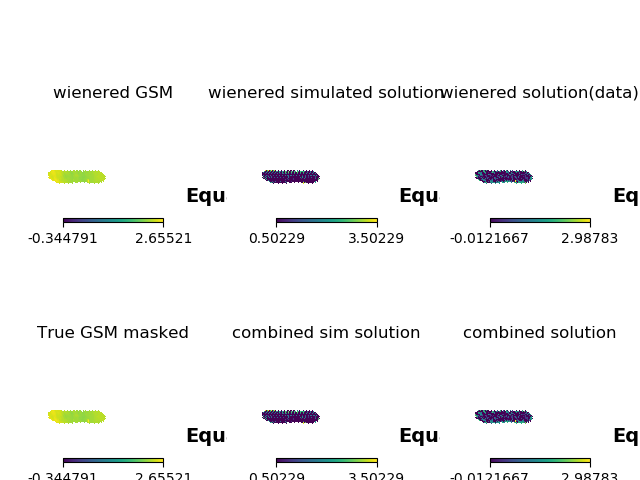 wienered GSM
wienered simulated solution
wienered solution(data)
Equ
Equ
Eq
-0.344791 2.65521
0.50229 3.50229
-0.0121667 2.98783
True GSM masked
combined sim solution
combined solution
Equ
Equ
Eq
-0.344791 2.65521
0.50229 3.50229
-0.0121667 2.98783